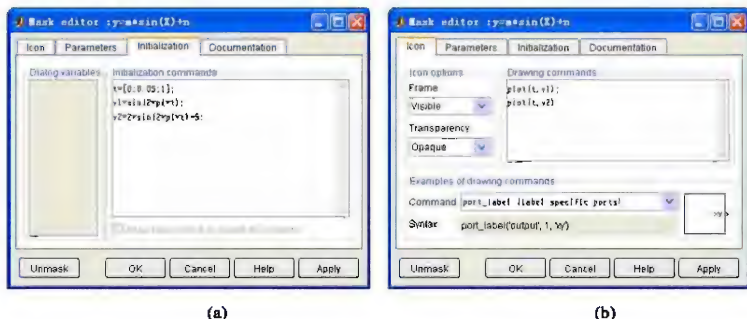 Mask editor :y=m*sin(Z)+n
Icon Parameters Initialization Documentation
Dialog variables Initialization commands
t=[0:0.05:1];
y1=sin(2*pi*t);
y2=2*sin(2*pi*t)+5;
Unmask OK Cancel Help Apply
(a)
Mask editor :y=m*sin(Z)+n
Icon Parameters Initialization Documentation
Icon options Drawing commands
Frame plot(t,y1);
Visible plot(t,y2)
Transparency
Opaque
Examples of drawing commands
Command port_label (label specific ports)
xy
Syntax port_label('output', 1, 'xy')
Unmask OK Cancel Help Apply
(b)